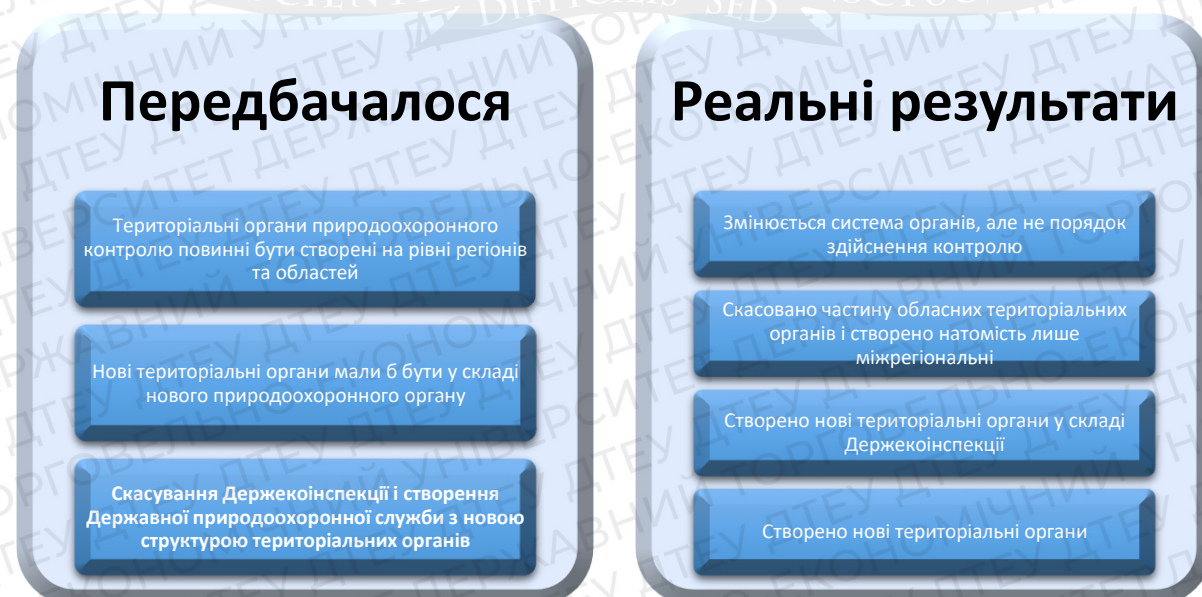 DIFFICILIS SED
Передбачалося
Територіальні органи природоохоронного
контролю повинні бути створені на рівні регіонів
та областей
Нові територіальні органи мали б бути у складі
нового природоохоронного органу
Скасування Держекоінспекції і створення
Державної природоохоронної служби з новою
структурою територіальних органів
Реальні результати
Змінюється система органів, але не порядок
здійснення контролю
Скасовано частину обласних територіальних
органів і створено натомість лише
міжрегіональні
Створено нові територіальні органи у складі
Держекоінспекції
Створено нові територіальні органи